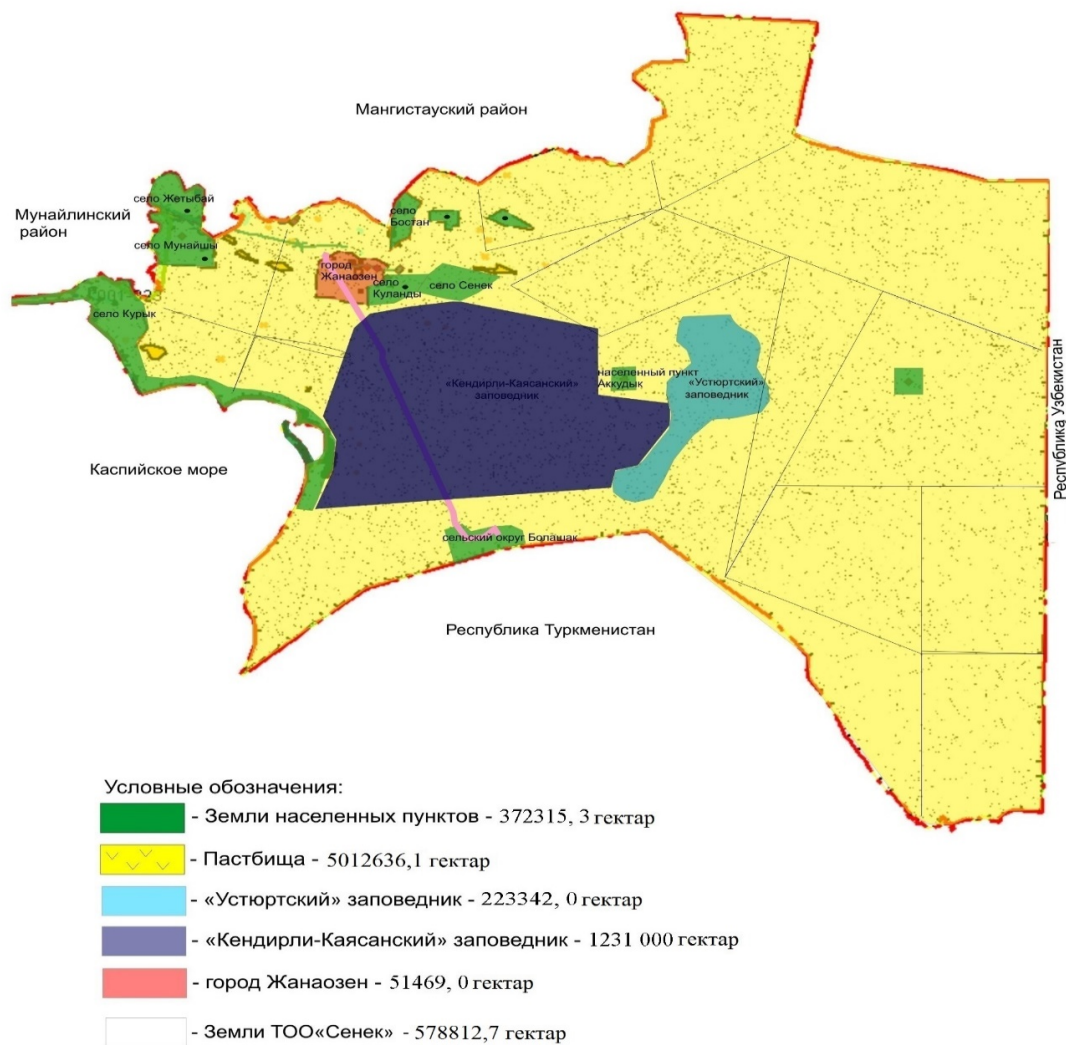 Мангистауский район
село Жетыбай
Мунайлинский
район
село
Бостан
село Мунайшы
город
Жанаозен
село
Куланды
село Сенек
село Курык
населенный пункт
Аккудык
«Кендирли-Каясанский»
заповедник
«Устюртский»
заповедник
Республика Узбекистан
Каспийское море
сельский округ Болашак
Республика Туркменистан
Условные обозначения:
- Земли населенных пунктов - 372315, 3 гектар
- Пастбища - 5012636,1 гектар
- «Устюртский» заповедник - 223342, 0 гектар
- «Кендирли-Каясанский» заповедник - 1231 000 гектар
- город Жанаозен - 51469, 0 гектар
- Земли ТОО«Сенек» - 578812,7 гектар